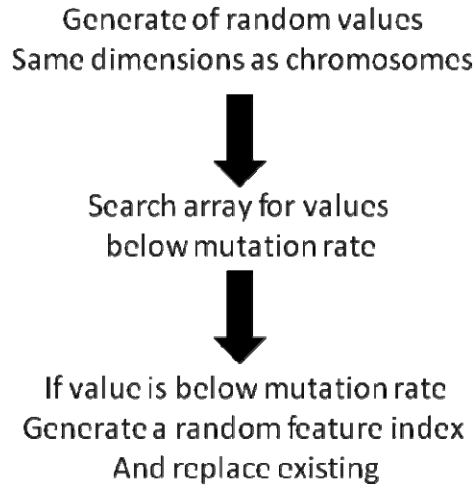 Generate of random values
Same dimensions as chromosomes
Search array for values
below mutation rate
If value is below mutation rate
Generate a random feature index
And replace existing